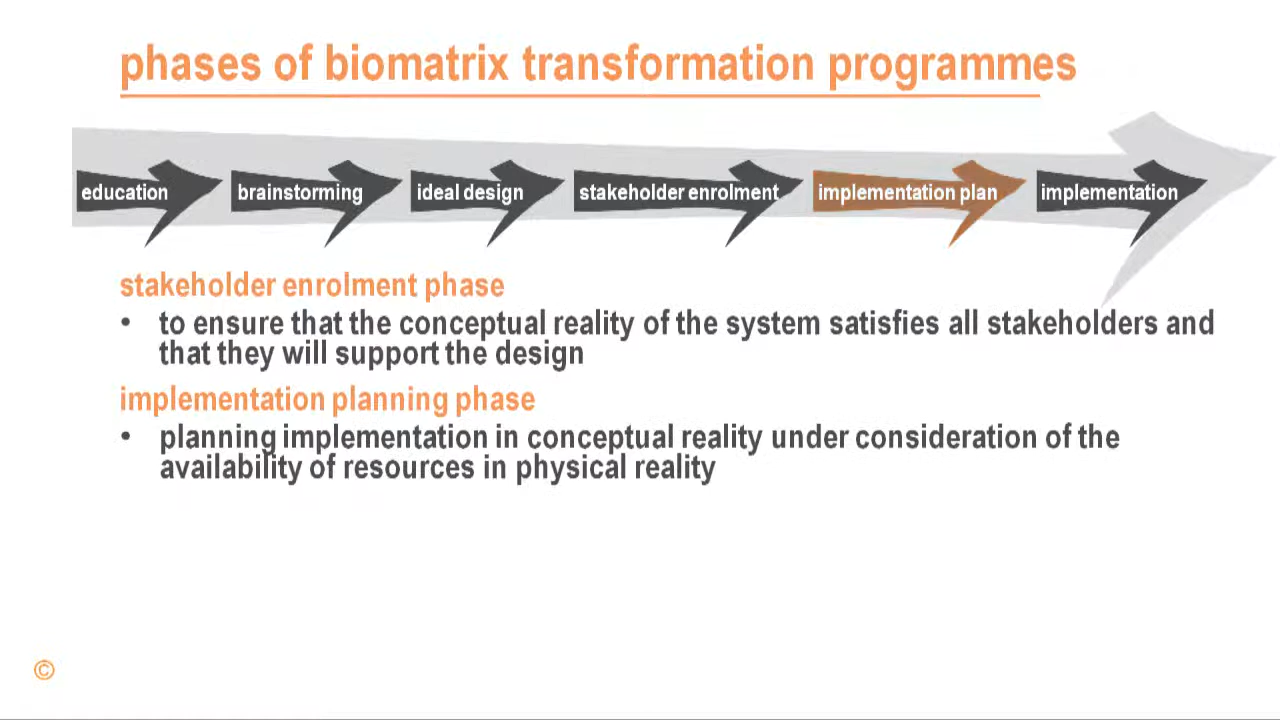 phases of biomatrix transformation programmes
education
brainstorming
ideal design
stakeholder enrolment
implementation plan
implementation
stakeholder enrolment phase
• to ensure that the conceptual reality of the system satisfies all stakeholders and
that they will support the design
implementation planning phase
• planning implementation in conceptual reality under consideration of the
availability of resources in physical reality
©